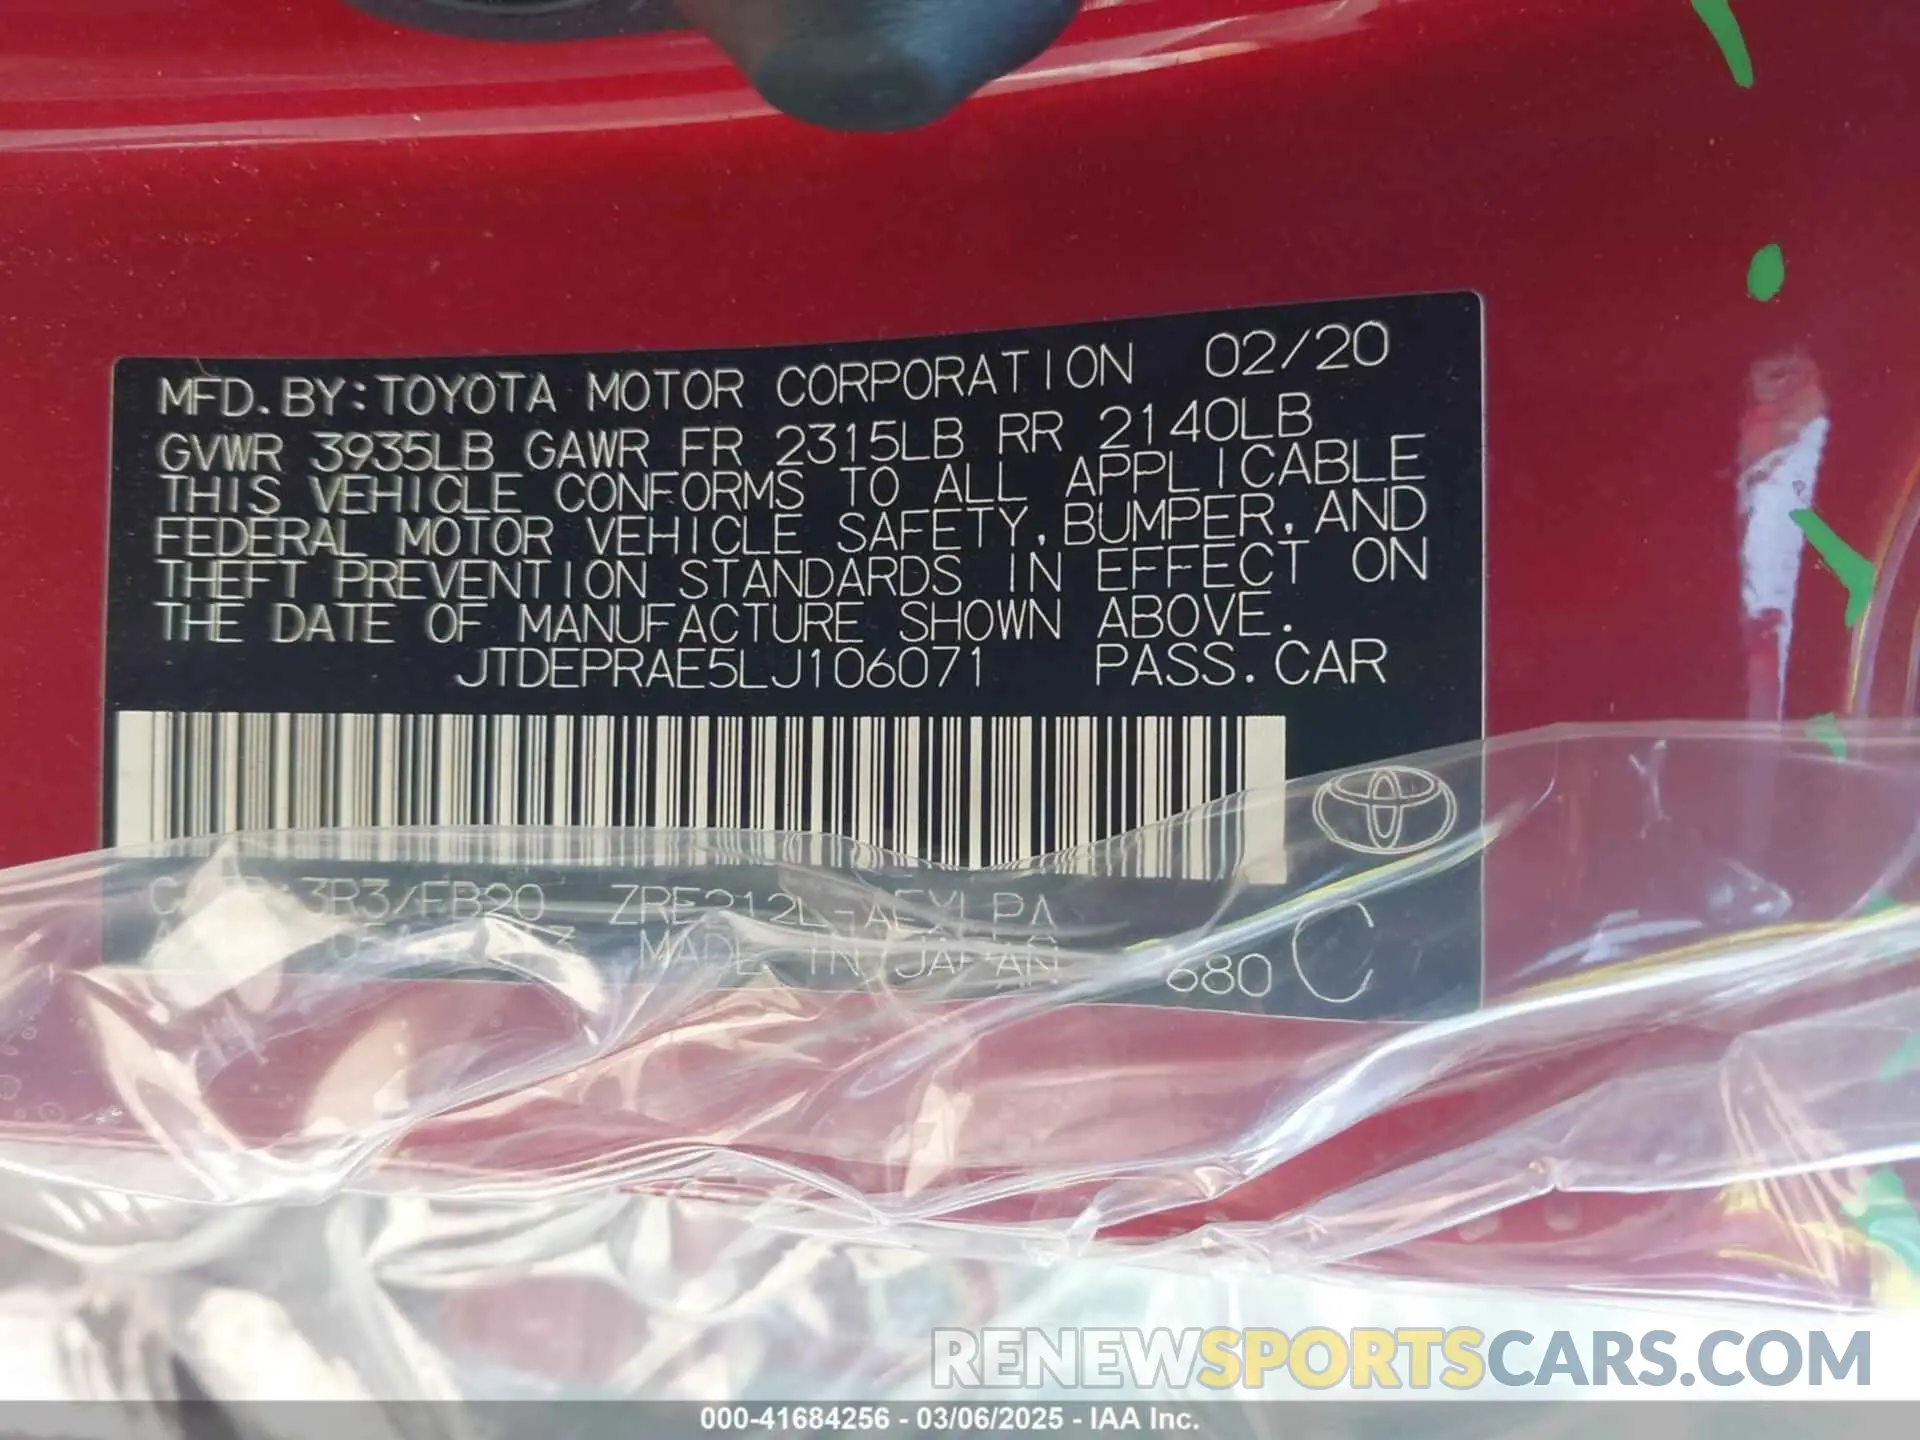 MFD. BY: TOYOTA MOTOR CORPORATION 02/20
GVWR 3935LB GAWR FR 2315LB RR 2140LB
THIS VEHICLE CONFORMS TO ALL APPLICABLE
FEDERAL MOTOR VEHICLE SAFETY, BUMPER, AND
THEFT PREVENTION STANDARDS IN EFFECT ON
THE DATE OF MANUFACTURE SHOWN ABOVE.
JTDEPRAE5LJ106071 PASS. CAR
3R3/FB20 ZRE212L-AEXLPA
MADE IN JAPAN 680 C
RENEWSPORTSCARS.COM
000-41684256 - 03/06/2025 - IAA Inc.